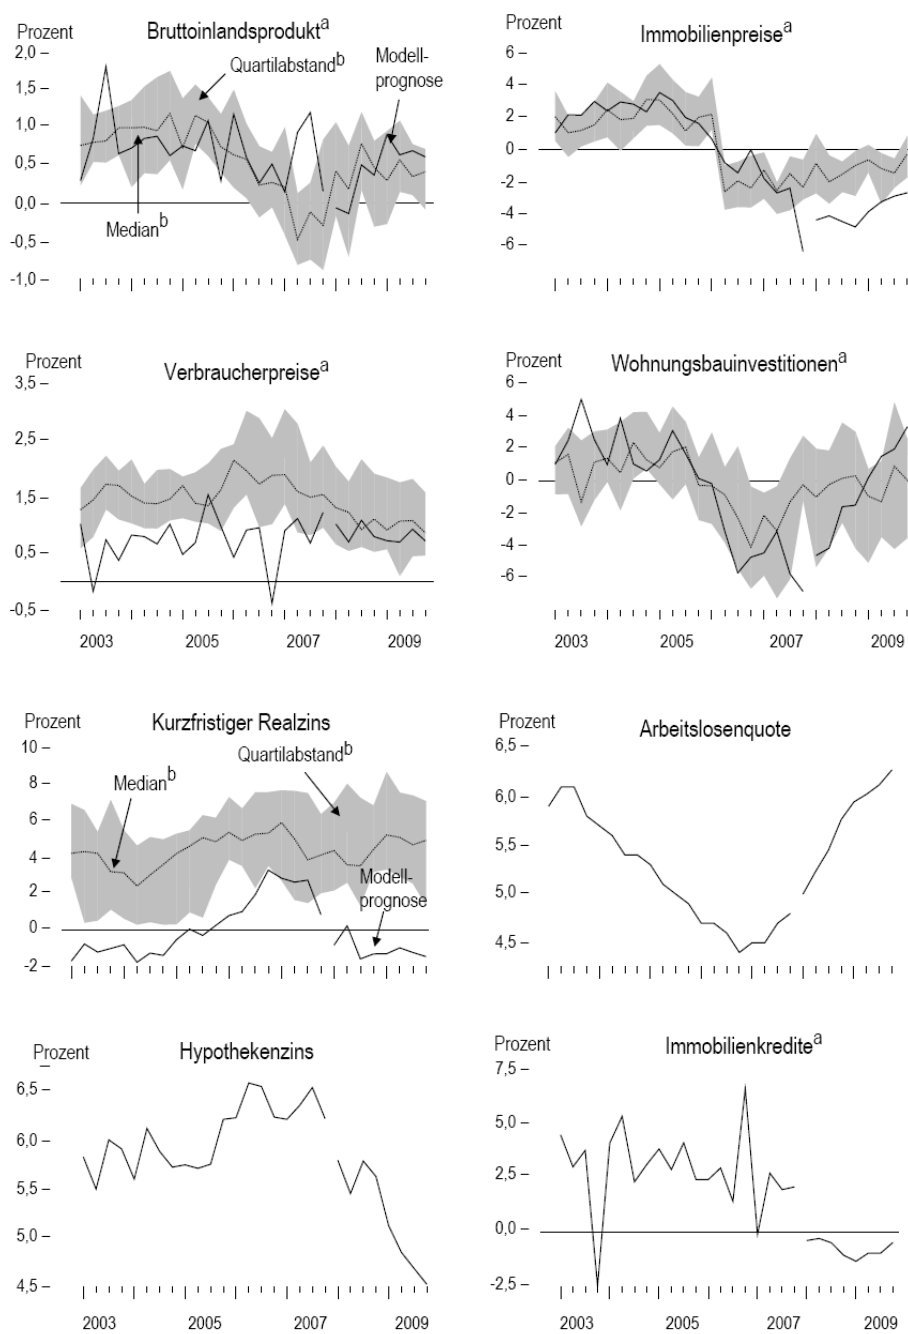 Bruttoinlandsproduktᵃ
Prozent
2,0
1,5
1,0
0,5
0,0
-0,5
-1,0
Quartilabstandᵇ
Modell-
prognose
Medianᵇ
Immobilienpreiseᵃ
Prozent
6
4
2
0
-2
-4
-6
Verbraucherpreiseᵃ
Prozent
3,5
2,5
1,5
0,5
-0,5
2003 2005 2007 2009
Wohnungsbauinvestitionenᵃ
Prozent
6
4
2
0
-2
-4
-6
2003 2005 2007 2009
Kurzfristiger Realzins
Prozent
10
8
6
4
2
0
-2
Medianᵇ
Quartilabstandᵇ
Modell-
prognose
Arbeitslosenquote
Prozent
6,5
6,0
5,5
5,0
4,5
Hypothekenzins
Prozent
6,5
6,0
5,5
5,0
4,5
2003 2005 2007 2009
Immobilienkrediteᵃ
Prozent
7,5
5,0
2,5
0,0
-2,5
2003 2005 2007 2009